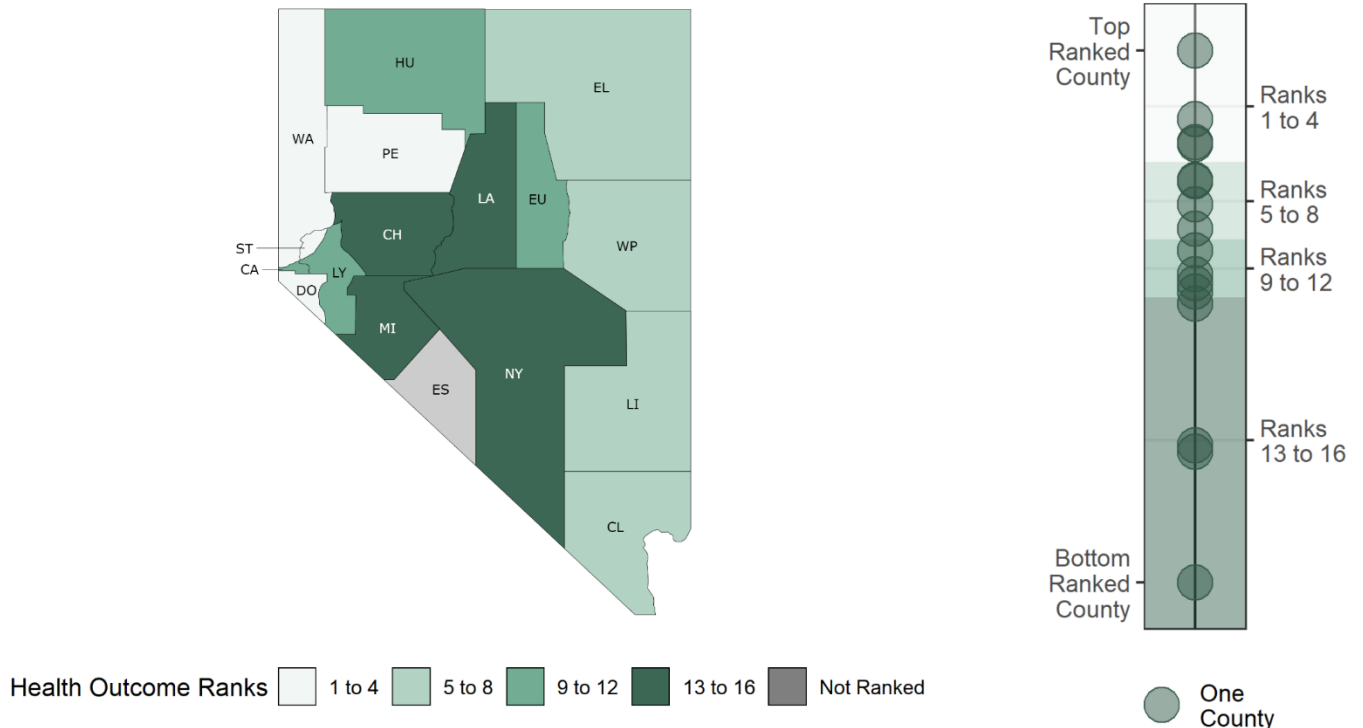 HU
EL
WA
PE
LA
EU
CH
WP
ST
CA
LY
DO
MI
NY
ES
LI
CL
Health Outcome Ranks
1 to 4
5 to 8
9 to 12
13 to 16
Not Ranked
Top
Ranked
County
Ranks
1 to 4
Ranks
5 to 8
Ranks
9 to 12
Ranks
13 to 16
Bottom
Ranked
County
One
County